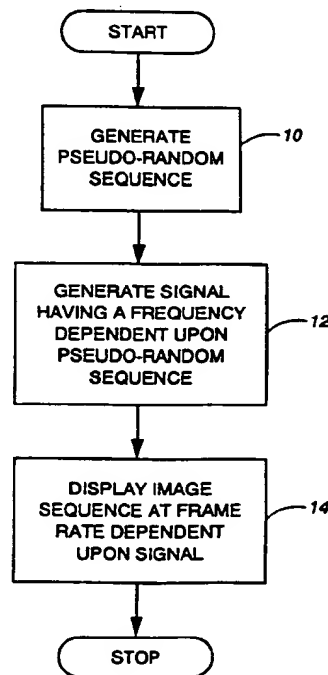 START
GENERATE
PSEUDO-RANDOM
SEQUENCE
10
GENERATE SIGNAL
HAVING A FREQUENCY
DEPENDENT UPON
PSEUDO-RANDOM
SEQUENCE
12
DISPLAY IMAGE
SEQUENCE AT FRAME
RATE DEPENDENT
UPON SIGNAL
14
STOP